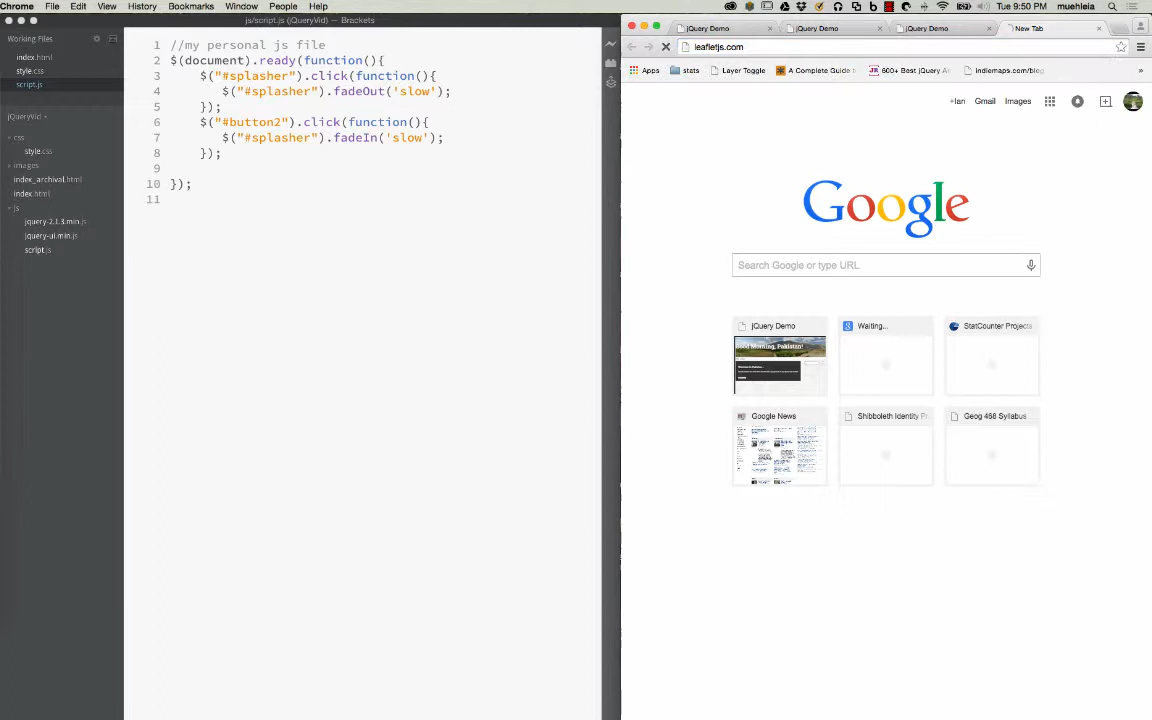 Chrome File Edit View History Bookmarks Window People Help Tue 9:50 PM muehleia
js/script.js (jQueryVid) — Brackets
Working Files
index.html
style.css
script.js
jQueryVid
css
style.css
images
index_archival.html
index.html
js
jquery-2.1.3.min.js
jquery-ui.min.js
script.js
1 //my personal js file
2 $(document).ready(function(){
3 $("#splasher").click(function(){
4 $("#splasher").fadeOut('slow');
5 });
6 $("#button2").click(function(){
7 $("#splasher").fadeIn('slow');
8 });
9
10 });
11
jQuery Demo jQuery Demo jQuery Demo New Tab
leafletjs.com
Apps stats Layer Toggle A Complete Guide 600+ Best jQuery indiemaps.com/blog »
+Ian Gmail Images
Google
Search Google or type URL
jQuery Demo Waiting... StatCounter Projects
Good Morning, Pakistan!
Google News Shibboleth Identity Geog 468 Syllabus